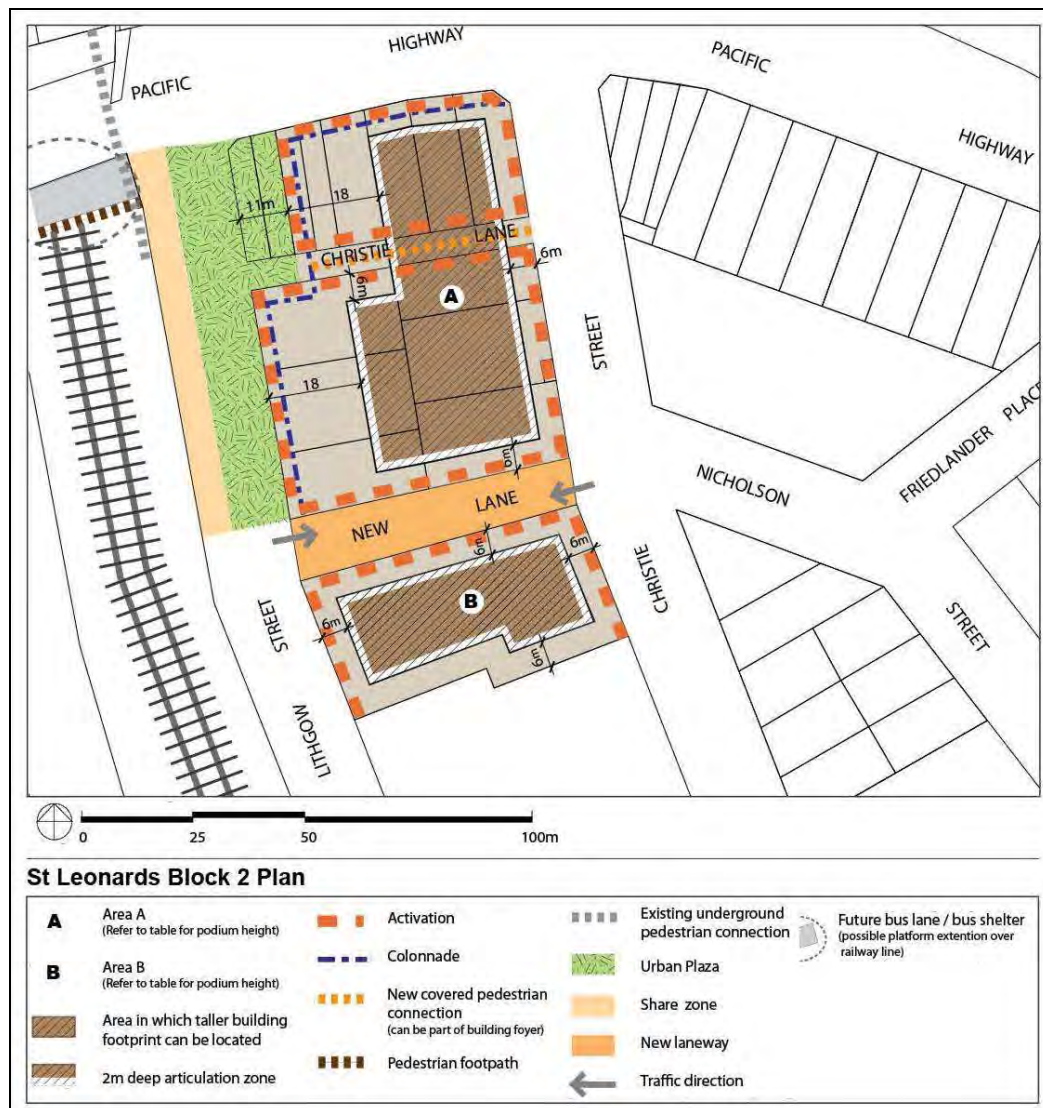 HIGHWAY
PACIFIC
PACIFIC
HIGHWAY
11m
18
CHRISTIE
LANE
6m
6m
A
STREET
18
6m
FRIEDLANDER PLACE
NICHOLSON
NEW
LANE
6m
6m
B
CHRISTIE
STREET
6m
6m
STREET
LITHGOW
0
25
50
100m
St Leonards Block 2 Plan
A
Area A
(Refer to table for podium height)
B
Area B
(Refer to table for podium height)
Area in which taller building
footprint can be located
2m deep articulation zone
Activation
Colonnade
New covered pedestrian
connection
(can be part of building foyer)
Pedestrian footpath
Existing underground
pedestrian connection
Urban Plaza
Share zone
New laneway
Traffic direction
Future bus lane / bus shelter
(possible platform extention over
railway line)